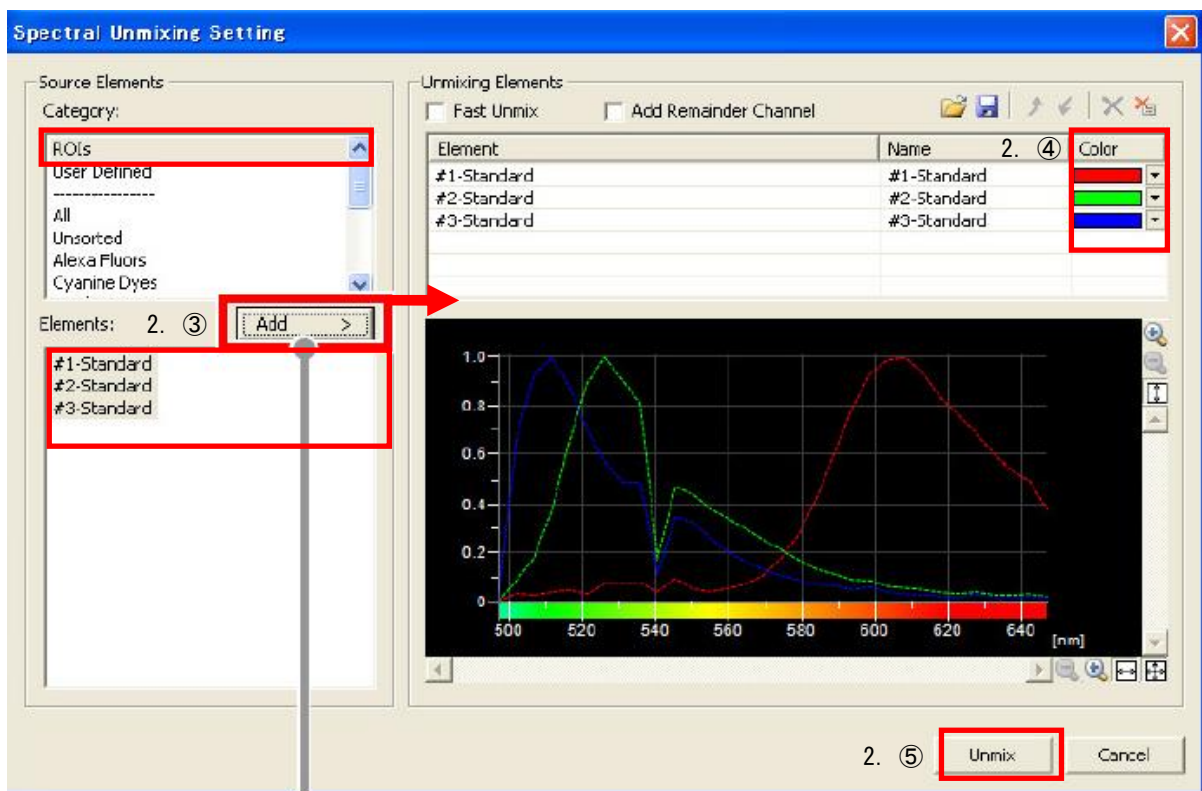 Spectral Unmixing Setting
Source Elements
Category:
ROIs
User Defined
----------------
All
Unsorted
Alexa Fluors
Cyanine Dyes
Elements: 2. ③ Add >
#1-Standard
#2-Standard
#3-Standard
Unmixing Elements
Fast Unmix Add Remainder Channel
Element Name 2. ④ Color
#1-Standard #1-Standard
#2-Standard #2-Standard
#3-Standard #3-Standard
1.0
0.8
0.6
0.4
0.2
0
500 520 540 560 580 600 620 640 [nm]
2. ⑤ Unmix Cancel